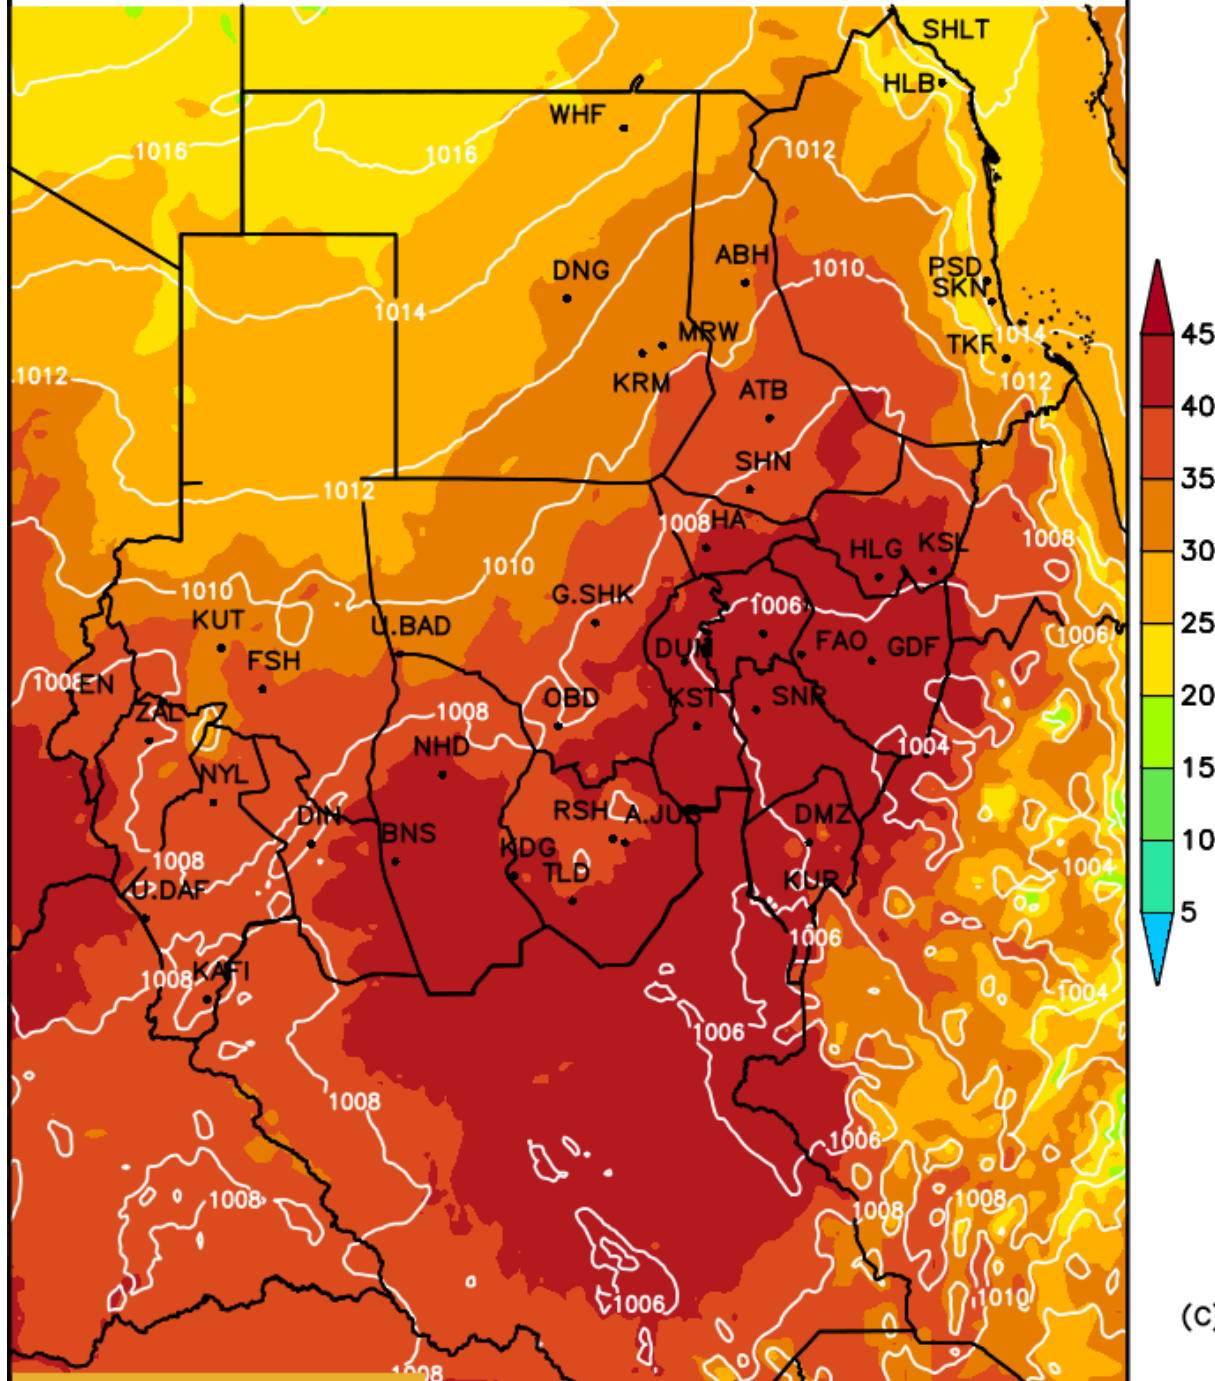 SHLT
HLB
WHF
1016
1016
1012
ABH
PSD
DNG
1010
SKN
1014
MRW
1014
TKF
1012
KRM
ATB
1012
SHN
1012
45
40
35
30
25
20
15
10
5
1008
HA
HLG
KSL
1008
1010
1010
G.SHK
1006
KUT
U.BAD
DUM
FAO
GDF
1006
FSH
1008
EN
OBD
KST
SNR
ZAL
1008
NHD
1004
NYL
RSH
A.JUB
DMZ
DIN
BNS
KDG
1008
TLD
1004
U.DAF
KUR
1006
KAFI
1008
1004
1006
1008
1006
1008
1008
1008
1010
1006
(C)
1008